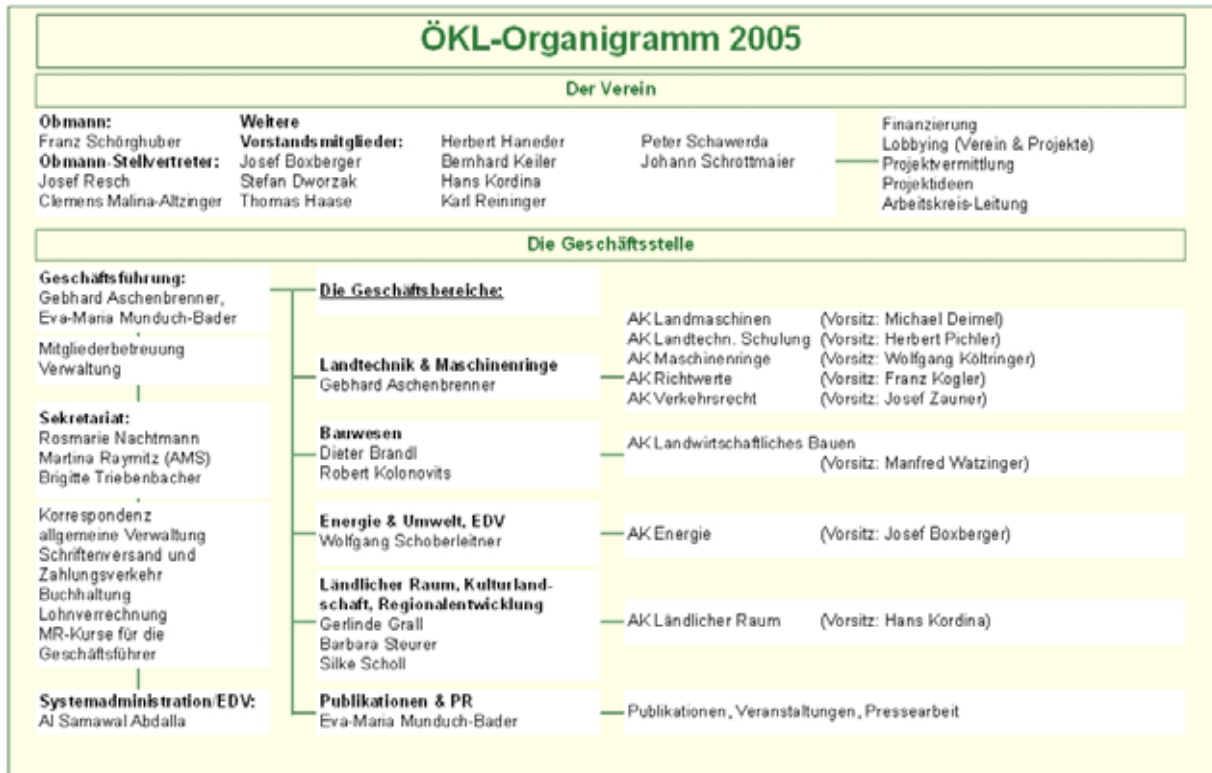 ÖKL-Organigramm 2005
Der Verein
Obmann:
Franz Schörghuber
Obmann-Stellvertreter:
Josef Resch
Clemens Malina-Altzinger
Weitere
Vorstandsmitglieder:
Josef Boxberger
Stefan Dworzak
Thomas Haase
Herbert Haneder
Bernhard Keiler
Hans Kordina
Karl Reininger
Peter Schawerda
Johann Schrottmaier
Finanzierung
Lobbying (Verein & Projekte)
Projektvermittlung
Projektideen
Arbeitskreis-Leitung
Die Geschäftsstelle
Geschäftsführung:
Gebhard Aschenbrenner,
Eva-Maria Munduch-Bader
Mitgliederbetreuung
Verwaltung
Sekretariat:
Rosmarie Nachtmann
Martina Raymitz (AMS)
Brigitte Triebenbacher
Korrespondenz
allgemeine Verwaltung
Schriftenversand und
Zahlungsverkehr
Buchhaltung
Lohnverrechnung
MR-Kurse für die
Geschäftsführer
Systemadministration/EDV:
Al Samawal Abdalla
Die Geschäftsbereiche:
Landtechnik & Maschinenringe
Gebhard Aschenbrenner
AK Landmaschinen (Vorsitz: Michael Deimel)
AK Landtechn. Schulung (Vorsitz: Herbert Pichler)
AK Maschinenringe (Vorsitz: Wolfgang Költringer)
AK Richtwerte (Vorsitz: Franz Kogler)
AK Verkehrsrecht (Vorsitz: Josef Zauner)
Bauwesen
Dieter Brandl
Robert Kolonovits
AK Landwirtschaftliches Bauen
(Vorsitz: Manfred Watzinger)
Energie & Umwelt, EDV
Wolfgang Schoberleitner
AK Energie (Vorsitz: Josef Boxberger)
Ländlicher Raum, Kulturland-
schaft, Regionalentwicklung
Gerlinde Grall
Barbara Steurer
Silke Scholl
AK Ländlicher Raum (Vorsitz: Hans Kordina)
Publikationen & PR
Eva-Maria Munduch-Bader
Publikationen, Veranstaltungen, Pressearbeit